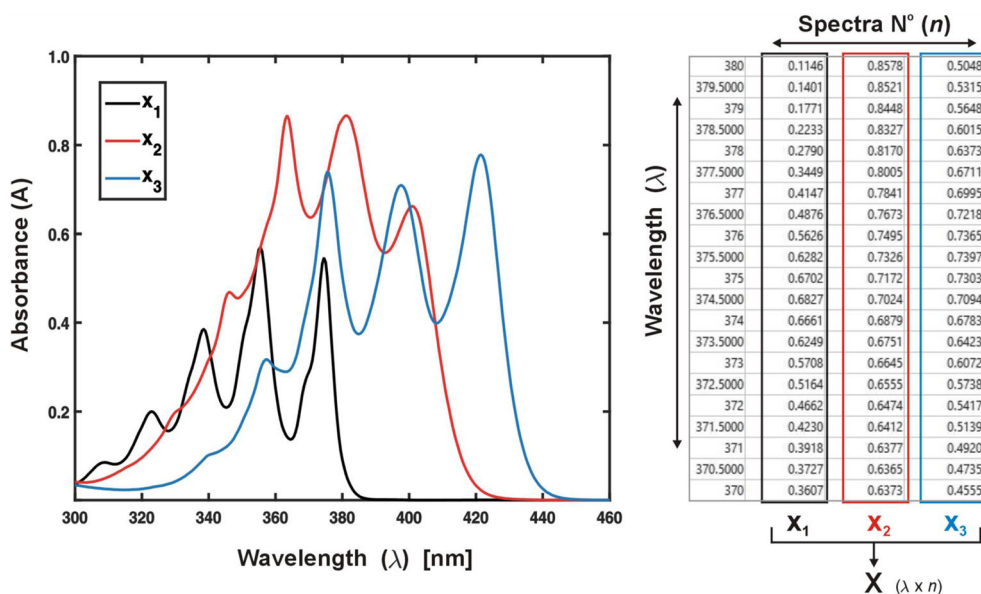 1.0
0.8
0.6
0.4
0.2
300
320
340
360
380
400
420
440
460
Absorbance (A)
Wavelength (λ) [nm]
x1
x2
x3
Spectra N° (n)
Wavelength (λ)
380 0.1146 0.8578 0.5048
379.5000 0.1401 0.8521 0.5315
379 0.1771 0.8448 0.5648
378.5000 0.2233 0.8327 0.6015
378 0.2790 0.8170 0.6373
377.5000 0.3449 0.8005 0.6711
377 0.4147 0.7841 0.6995
376.5000 0.4876 0.7673 0.7218
376 0.5626 0.7495 0.7365
375.5000 0.6282 0.7326 0.7397
375 0.6702 0.7172 0.7303
374.5000 0.6827 0.7024 0.7094
374 0.6661 0.6879 0.6783
373.5000 0.6249 0.6751 0.6423
373 0.5708 0.6645 0.6072
372.5000 0.5164 0.6555 0.5738
372 0.4662 0.6474 0.5417
371.5000 0.4230 0.6412 0.5139
371 0.3918 0.6377 0.4920
370.5000 0.3727 0.6365 0.4735
370 0.3607 0.6373 0.4555
x1 x2 x3
X (λ x n)